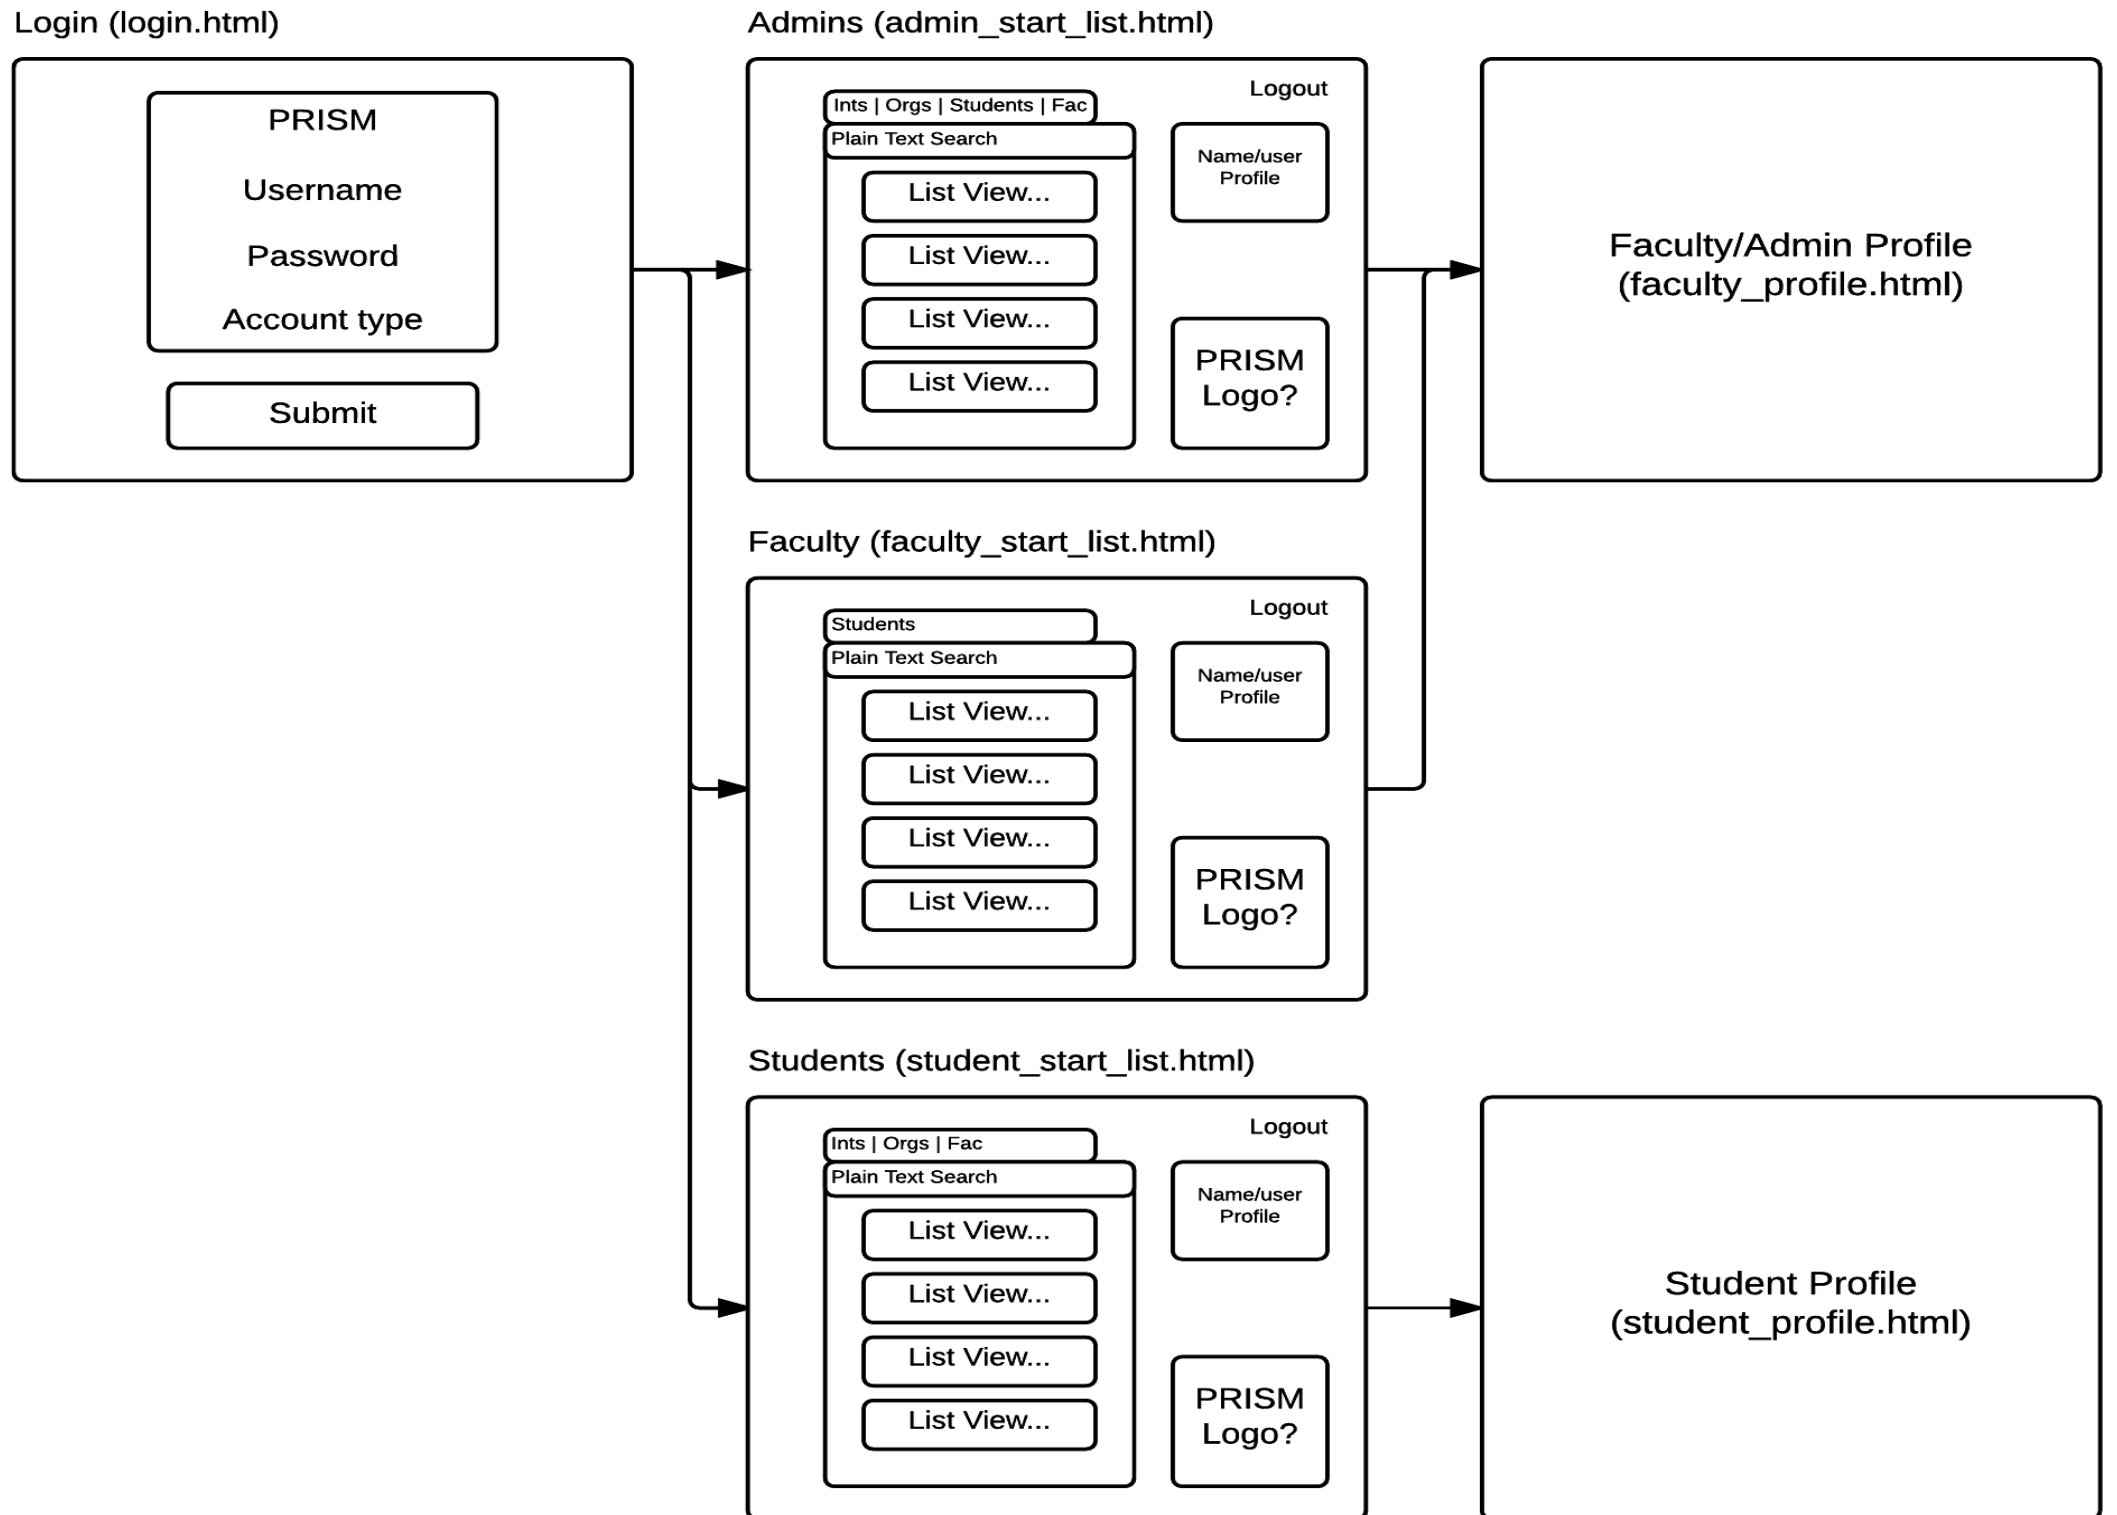 Login (login.html)
PRISM
Username
Password
Account type
Submit
Admins (admin_start_list.html)
Logout
Ints | Orgs | Students | Fac
Plain Text Search
List View...
List View...
List View...
List View...
Name/user
Profile
PRISM
Logo?
Faculty/Admin Profile
(faculty_profile.html)
Faculty (faculty_start_list.html)
Logout
Students
Plain Text Search
List View...
List View...
List View...
List View...
Name/user
Profile
PRISM
Logo?
Students (student_start_list.html)
Logout
Ints | Orgs | Fac
Plain Text Search
List View...
List View...
List View...
List View...
Name/user
Profile
PRISM
Logo?
Student Profile
(student_profile.html)